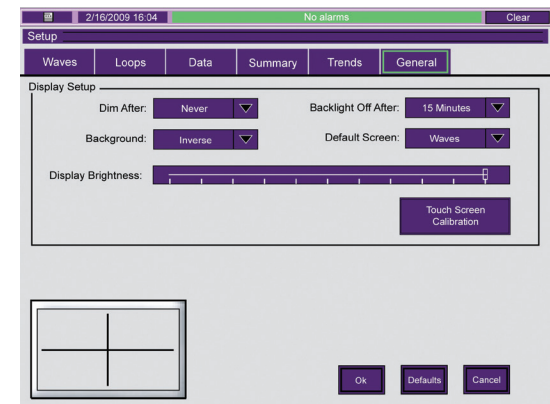 2/16/2009 16:04 No alarms Clear
Setup
Waves Loops Data Summary Trends General
Display Setup
Dim After: Never Backlight Off After: 15 Minutes
Background: Inverse Default Screen: Waves
Display Brightness:
Touch Screen
Calibration
Ok Defaults Cancel